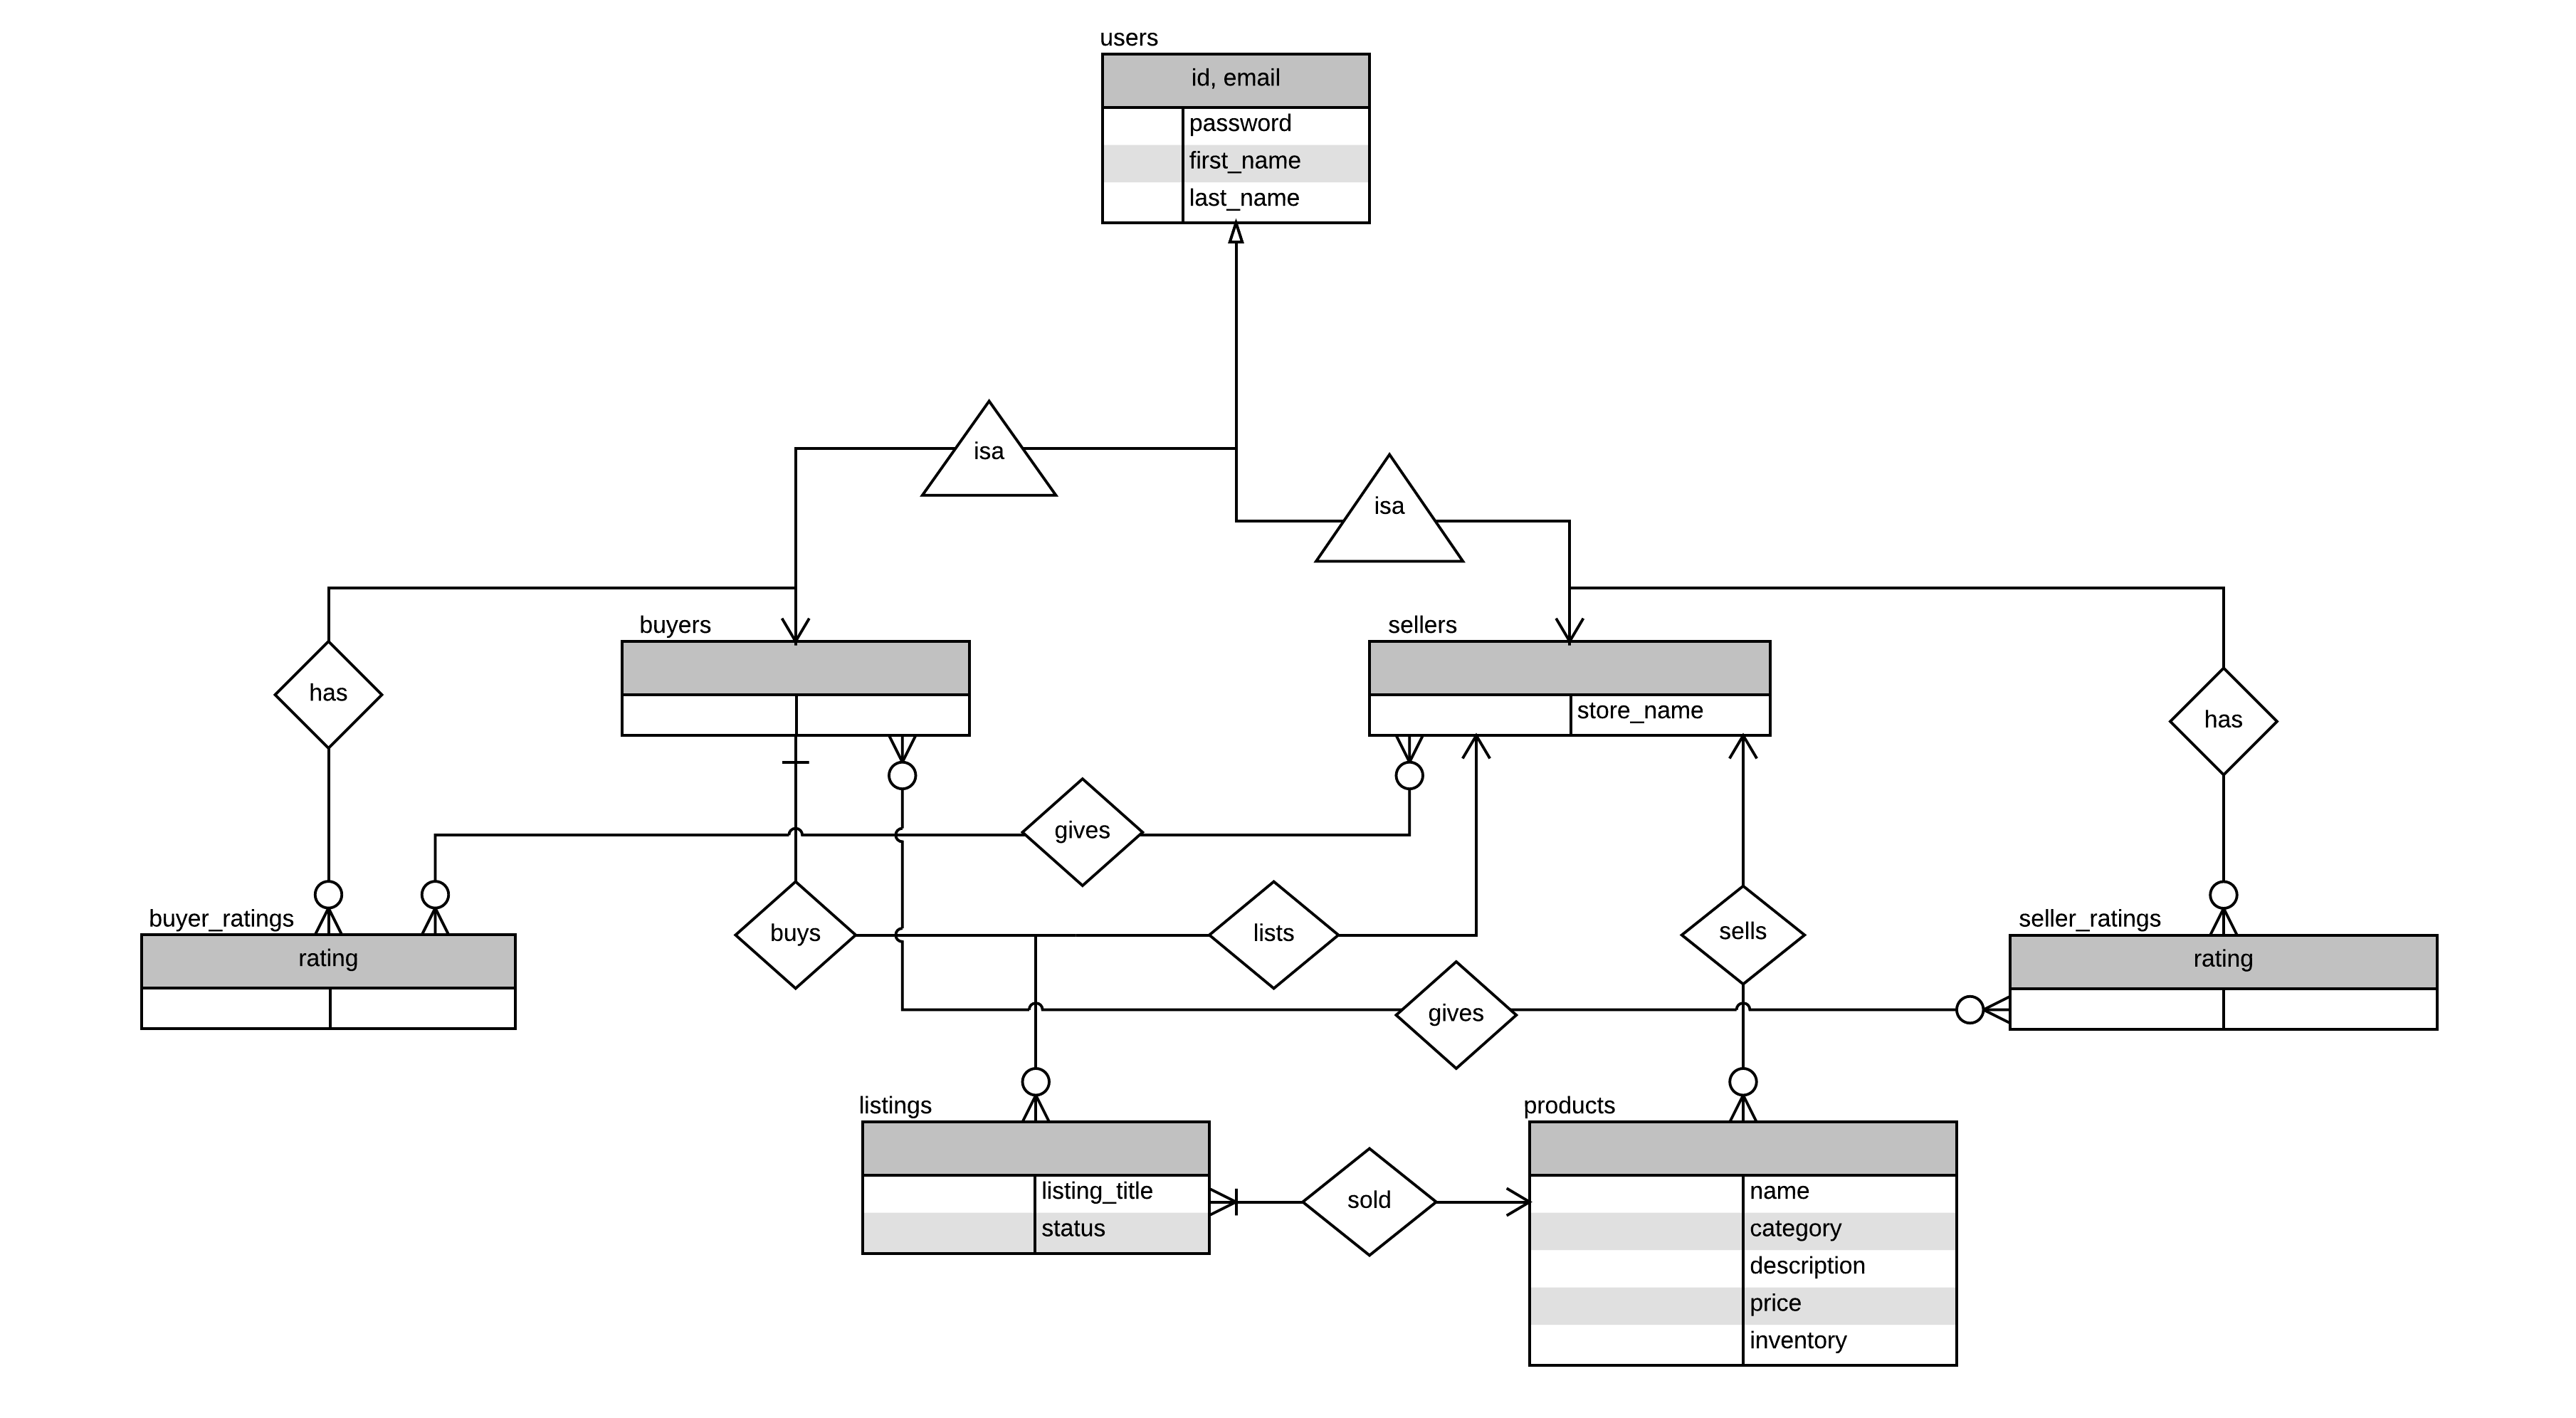 users
id, email
password
first_name
last_name
isa
isa
buyers
sellers
store_name
has
has
gives
buyer_ratings
rating
buys
lists
sells
seller_ratings
rating
gives
listings
listing_title
status
sold
products
name
category
description
price
inventory